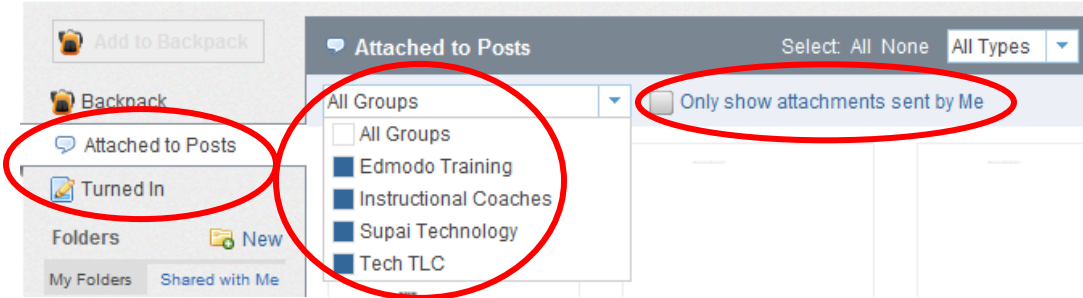 Add to Backpack
Backpack
Attached to Posts
Turned In
Folders New
My Folders Shared with Me
Attached to Posts Select: All None All Types
All Groups Only show attachments sent by Me
All Groups
Edmodo Training
Instructional Coaches
Supai Technology
Tech TLC